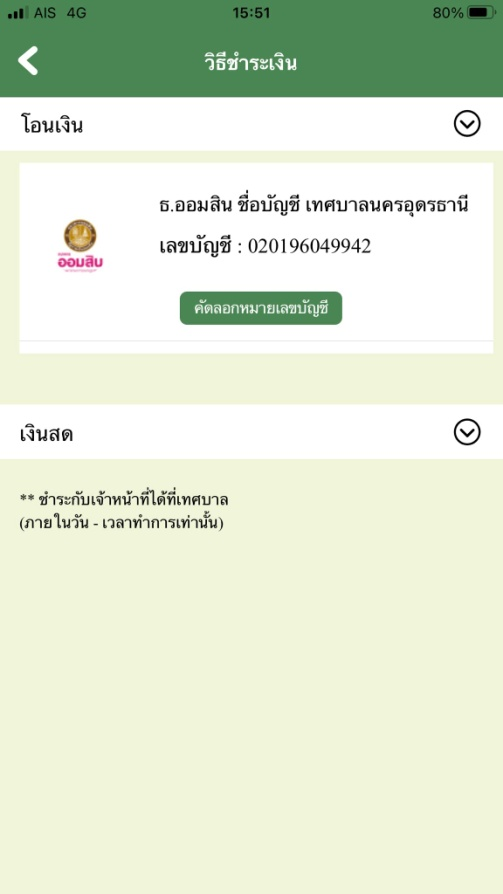 AIS 4G 15:51 80%
วิธีชำระเงิน
โอนเงิน
ธ.ออมสิน ชื่อบัญชี เทศบาลนครอุดรธานี
เลขบัญชี : 020196049942
ออมสิน
คัดลอกหมายเลขบัญชี
เงินสด
** ชำระกับเจ้าหน้าที่ได้ที่เทศบาล
(ภายในวัน - เวลาทำการเท่านั้น)